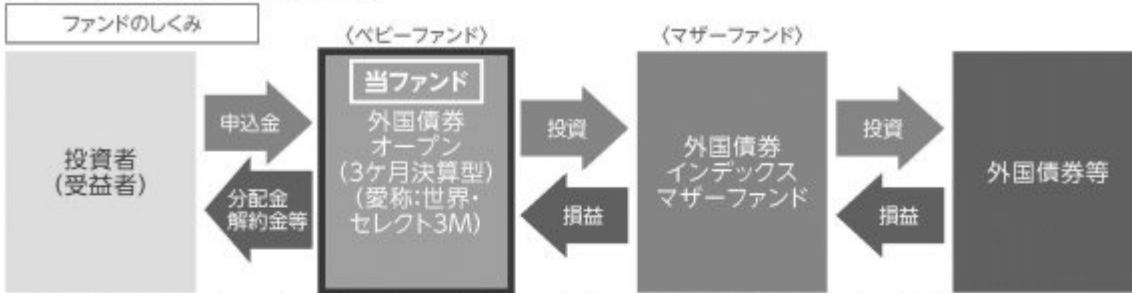 ファンドのしくみ
〈ベビーファンド〉
〈マザーファンド〉
投資者
(受益者)
申込金
分配金
解約金等
当ファンド
外国債券
オープン
(3ケ月決算型)
(愛称:世界・
セレクト3M)
投資
損益
外国債券
インデックス
マザーファンド
投資
損益
外国債券等